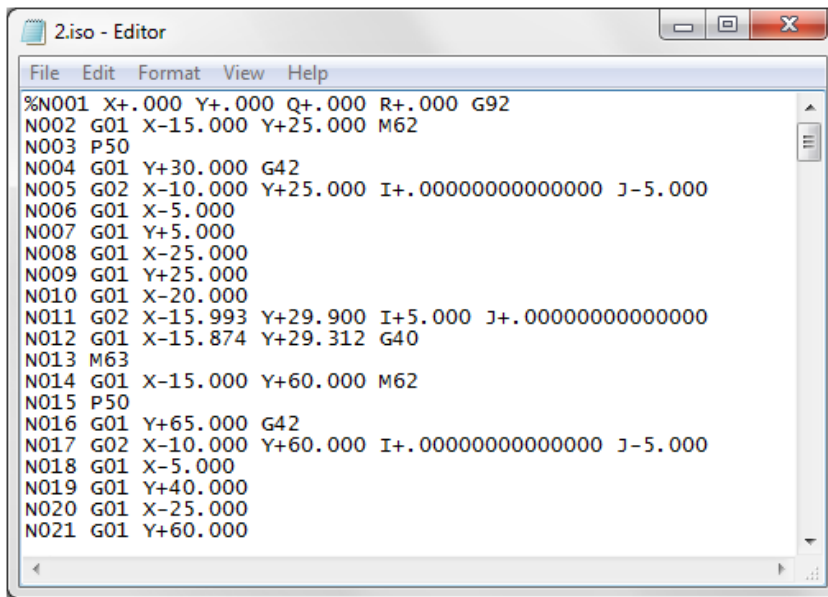 2.iso - Editor
File Edit Format View Help
%N001 X+.000 Y+.000 Q+.000 R+.000 G92
N002 G01 X-15.000 Y+25.000 M62
N003 P50
N004 G01 Y+30.000 G42
N005 G02 X-10.000 Y+25.000 I+.00000000000000 J-5.000
N006 G01 X-5.000
N007 G01 Y+5.000
N008 G01 X-25.000
N009 G01 Y+25.000
N010 G01 X-20.000
N011 G02 X-15.993 Y+29.900 I+5.000 J+.00000000000000
N012 G01 X-15.874 Y+29.312 G40
N013 M63
N014 G01 X-15.000 Y+60.000 M62
N015 P50
N016 G01 Y+65.000 G42
N017 G02 X-10.000 Y+60.000 I+.00000000000000 J-5.000
N018 G01 X-5.000
N019 G01 Y+40.000
N020 G01 X-25.000
N021 G01 Y+60.000